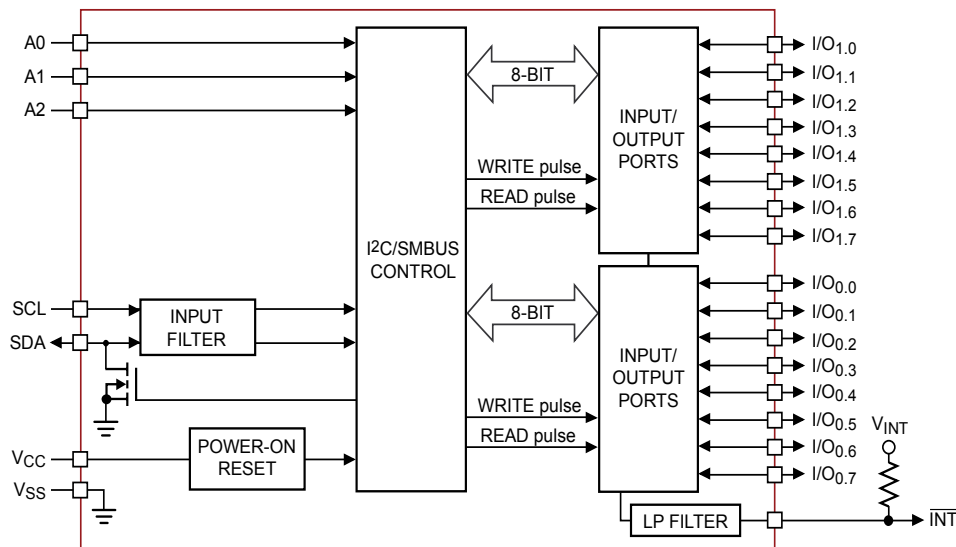 A0
A1
A2
SCL
SDA
VCC
VSS
INPUT
FILTER
POWER-ON
RESET
I2C/SMBUS
CONTROL
8-BIT
WRITE pulse
READ pulse
8-BIT
WRITE pulse
READ pulse
INPUT/
OUTPUT
PORTS
INPUT/
OUTPUT
PORTS
LP FILTER
I/O1.0
I/O1.1
I/O1.2
I/O1.3
I/O1.4
I/O1.5
I/O1.6
I/O1.7
I/O0.0
I/O0.1
I/O0.2
I/O0.3
I/O0.4
I/O0.5
I/O0.6
I/O0.7
VINT
INT